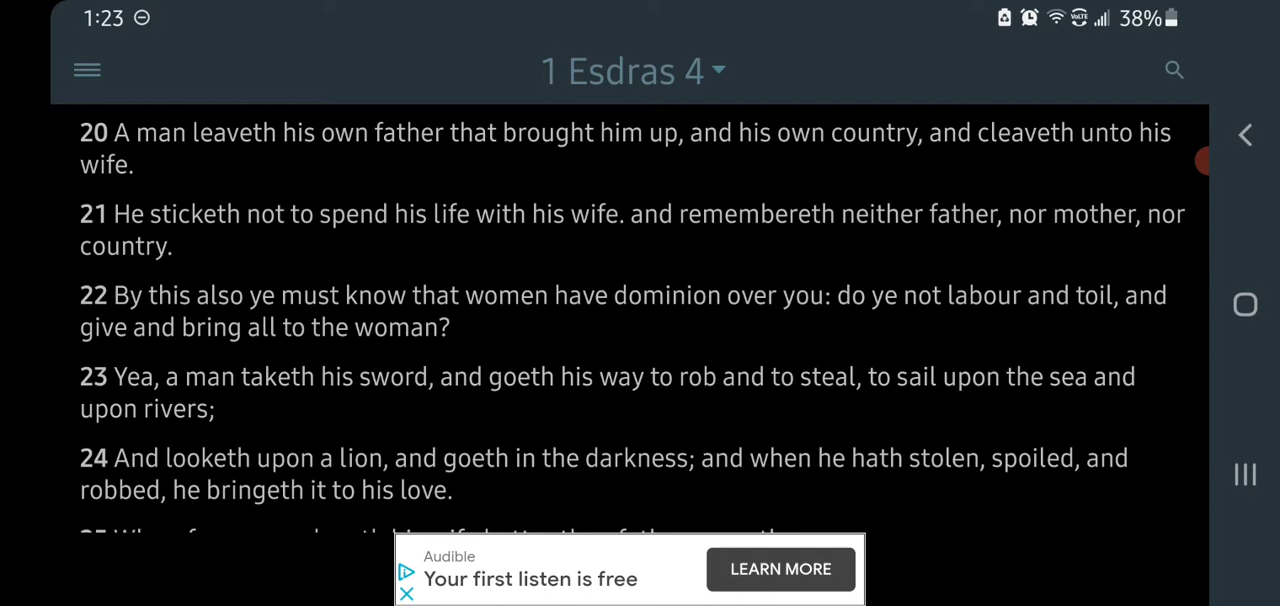 1:23
VoLTE 38%
1 Esdras 4
20 A man leaveth his own father that brought him up, and his own country, and cleaveth unto his
wife.
21 He sticketh not to spend his life with his wife. and remembereth neither father, nor mother, nor
country.
22 By this also ye must know that women have dominion over you: do ye not labour and toil, and
give and bring all to the woman?
23 Yea, a man taketh his sword, and goeth his way to rob and to steal, to sail upon the sea and
upon rivers;
24 And looketh upon a lion, and goeth in the darkness; and when he hath stolen, spoiled, and
robbed, he bringeth it to his love.
Audible
Your first listen is free
LEARN MORE